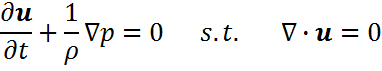 ∂𝒖/∂t + 1/ρ ∇p = 0 s.t. ∇ · 𝒖 = 0